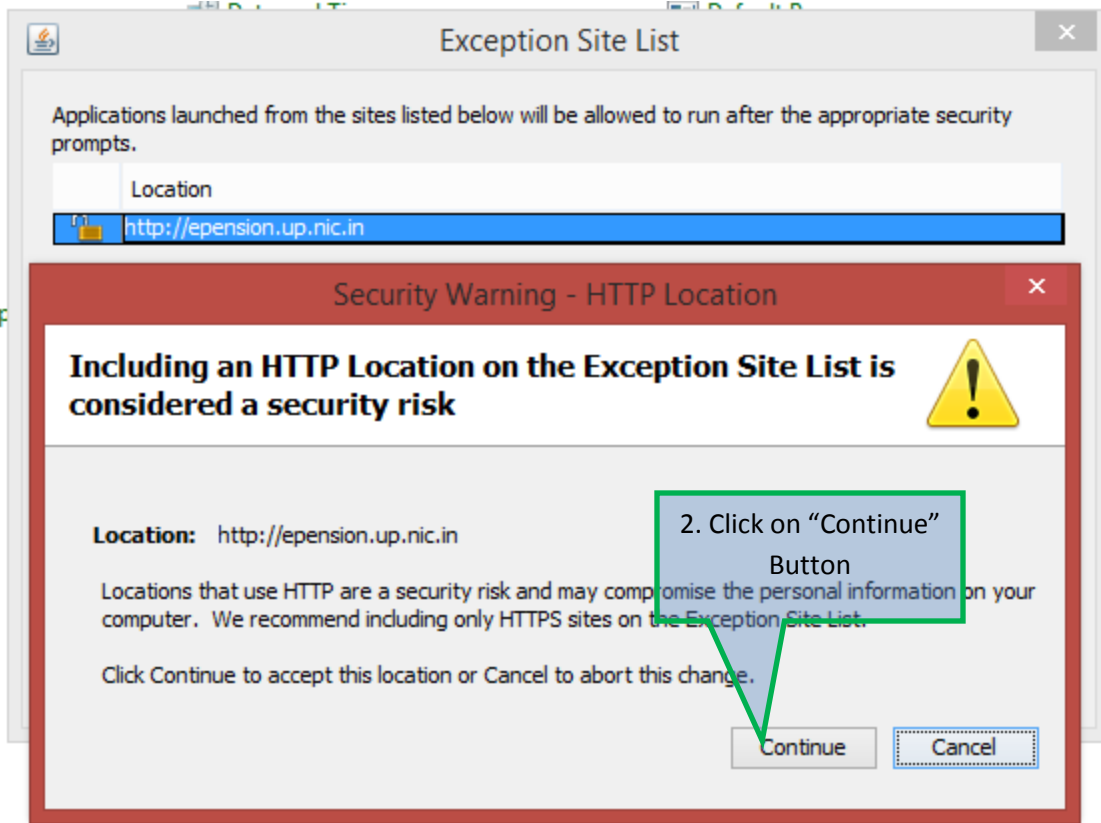 Exception Site List
Applications launched from the sites listed below will be allowed to run after the appropriate security
prompts.
Location
http://epension.up.nic.in
Security Warning - HTTP Location
Including an HTTP Location on the Exception Site List is
considered a security risk
Location: http://epension.up.nic.in
2. Click on “Continue”
Button
Locations that use HTTP are a security risk and may compromise the personal information on your
computer. We recommend including only HTTPS sites on the Exception Site List.
Click Continue to accept this location or Cancel to abort this change.
Continue Cancel